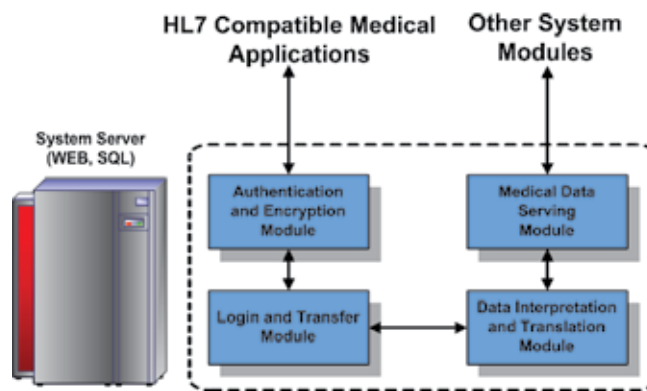 HL7 Compatible Medical
Applications
Other System
Modules
System Server
(WEB, SQL)
Authentication
and Encryption
Module
Medical Data
Serving
Module
Login and Transfer
Module
Data Interpretation
and Translation
Module